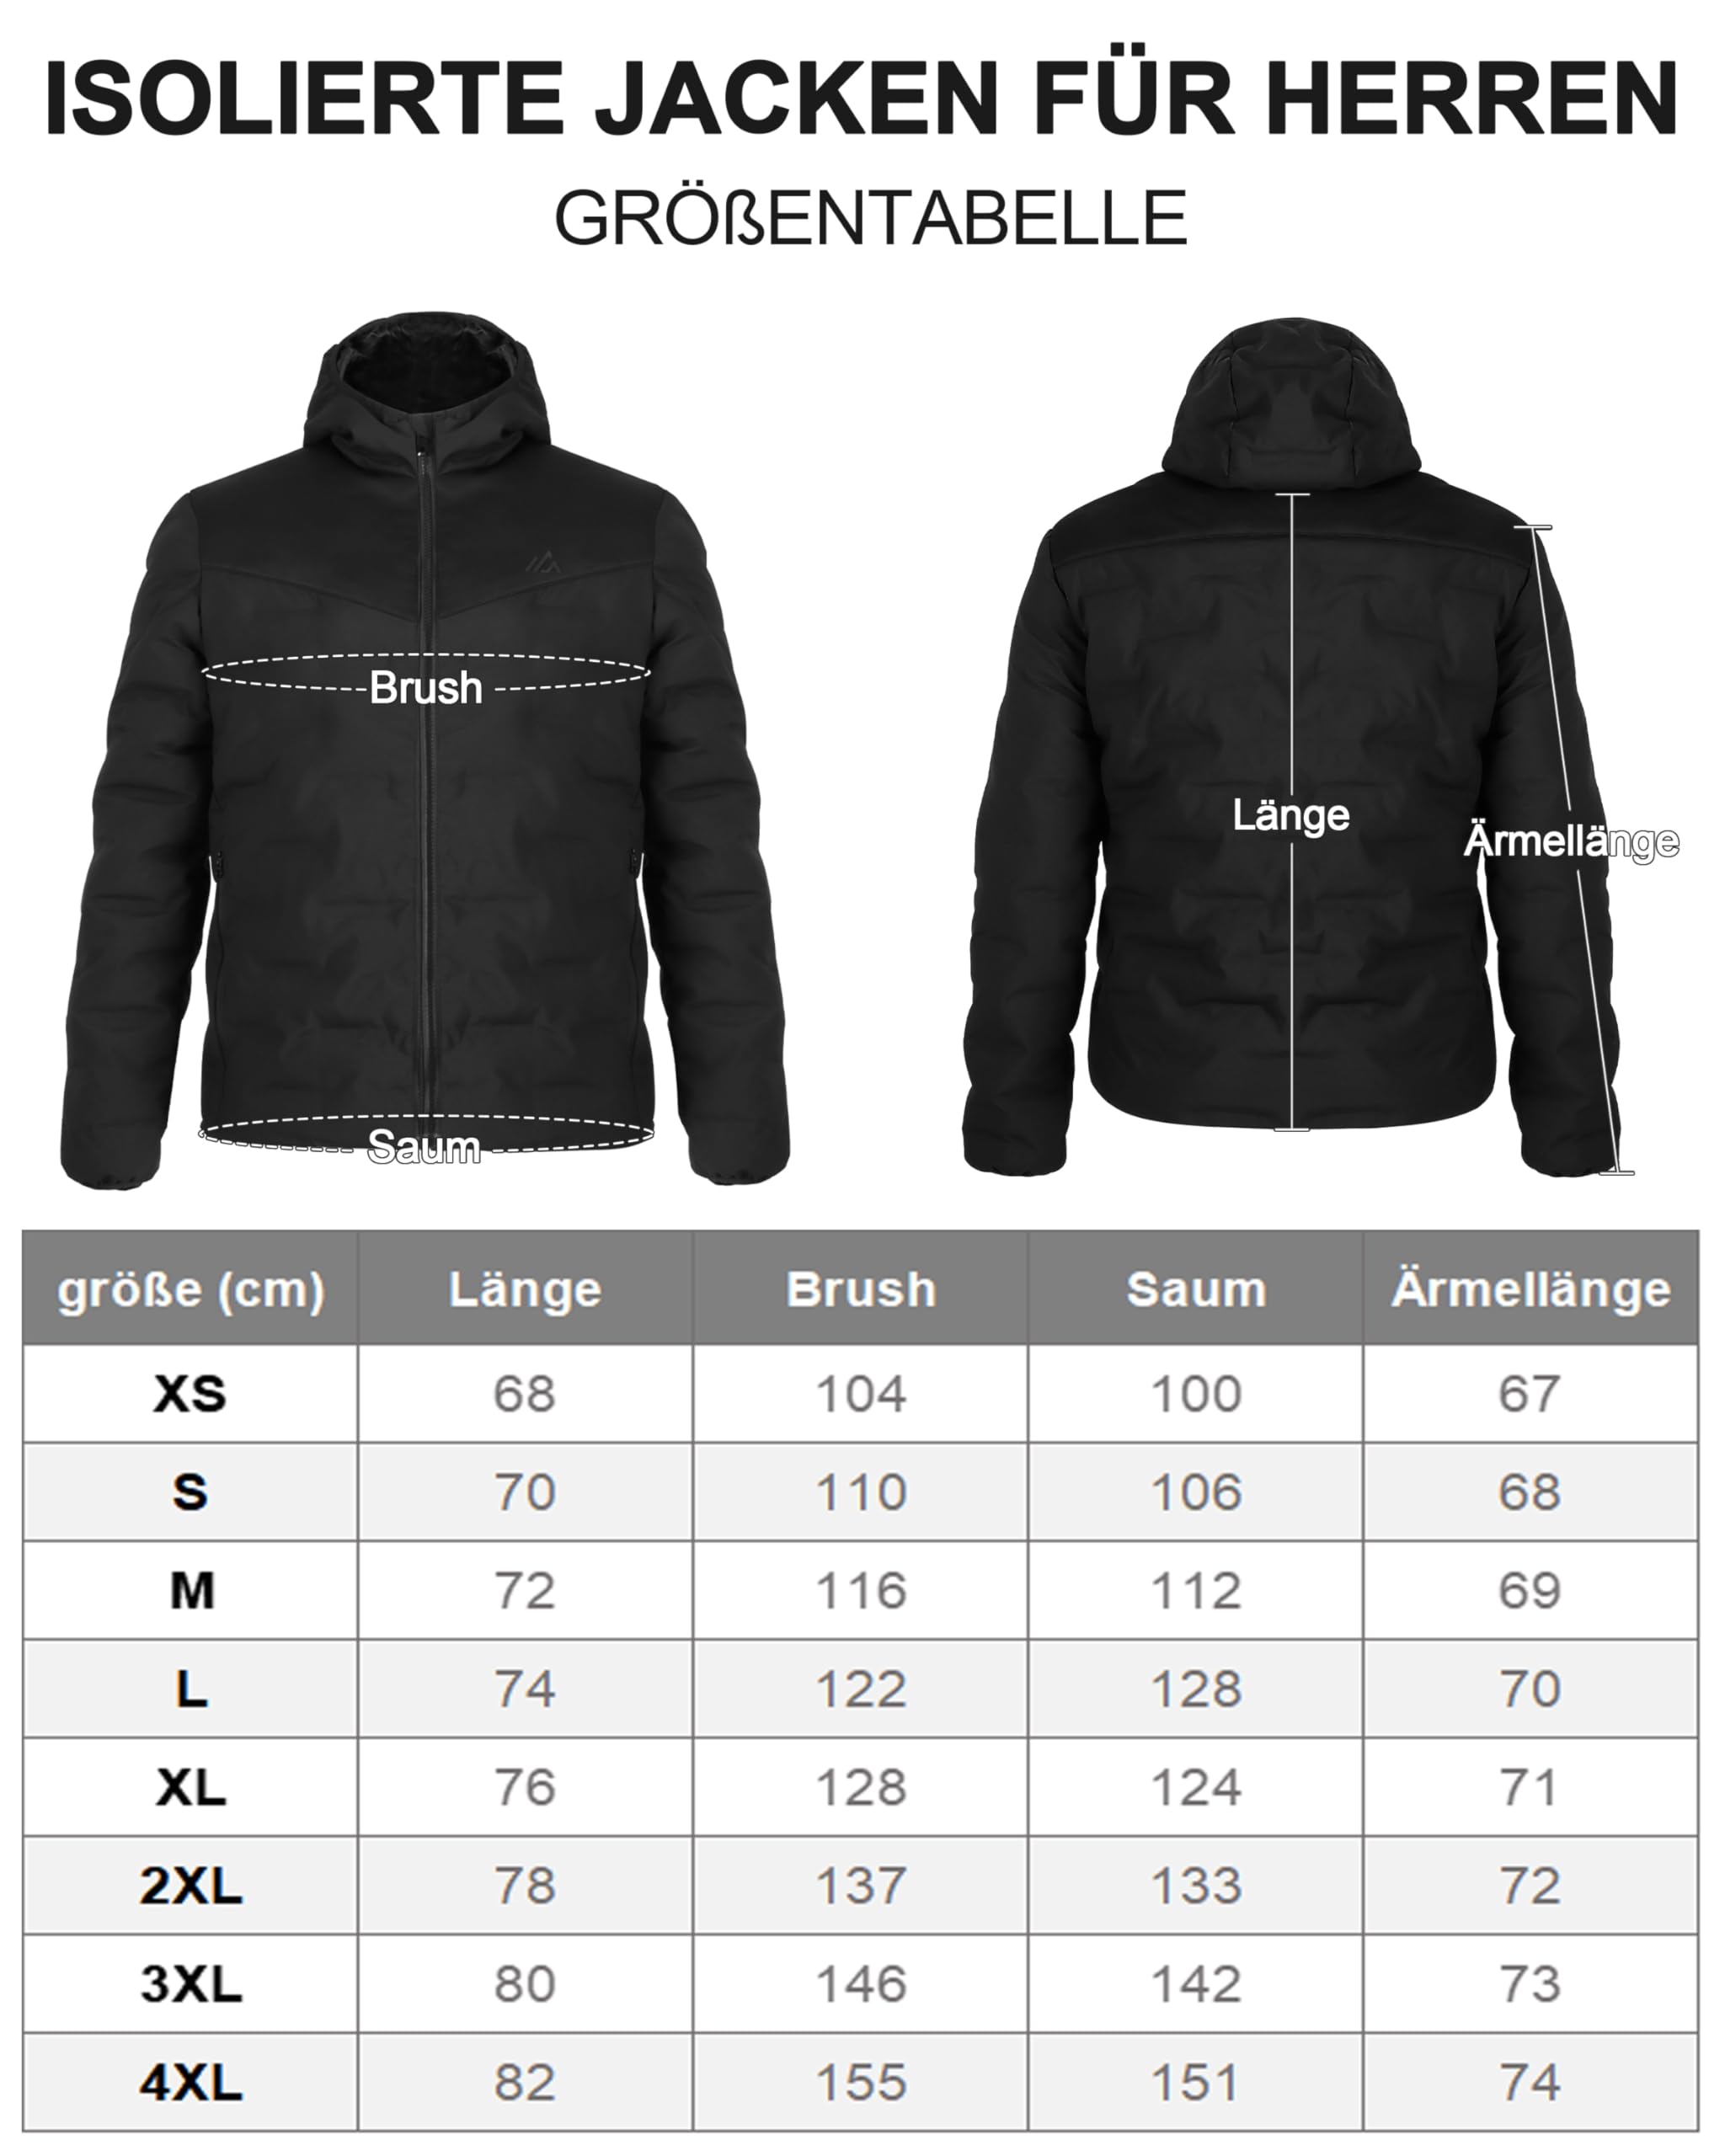 ISOLIERTE JACKEN FÜR HERREN
GRÖßENTABELLE
Brush
Saum
Länge
Ärmellänge
größe (cm) Länge Brush Saum Ärmellänge
XS 68 104 100 67
S 70 110 106 68
M 72 116 112 69
L 74 122 128 70
XL 76 128 124 71
2XL 78 137 133 72
3XL 80 146 142 73
4XL 82 155 151 74